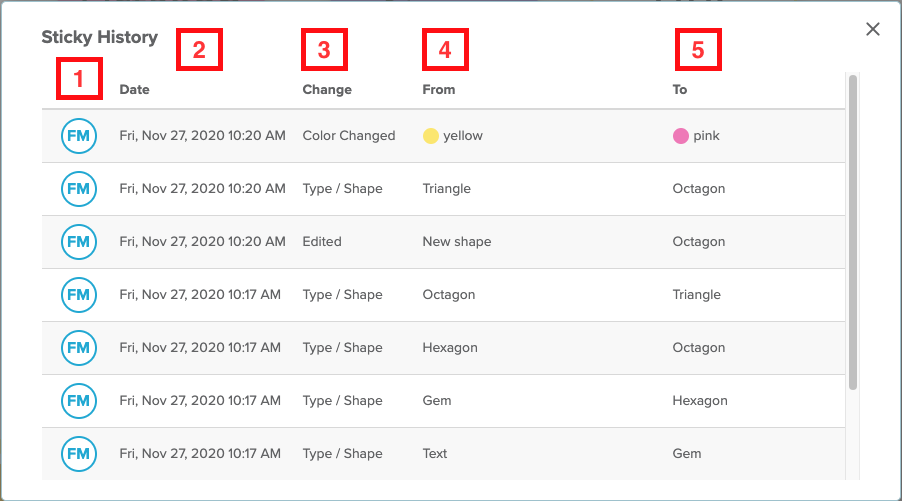 Sticky History
1 2 3 4 5
Date Change From To
FM Fri, Nov 27, 2020 10:20 AM Color Changed yellow pink
FM Fri, Nov 27, 2020 10:20 AM Type / Shape Triangle Octagon
FM Fri, Nov 27, 2020 10:20 AM Edited New shape Octagon
FM Fri, Nov 27, 2020 10:17 AM Type / Shape Octagon Triangle
FM Fri, Nov 27, 2020 10:17 AM Type / Shape Hexagon Octagon
FM Fri, Nov 27, 2020 10:17 AM Type / Shape Gem Hexagon
FM Fri, Nov 27, 2020 10:17 AM Type / Shape Text Gem